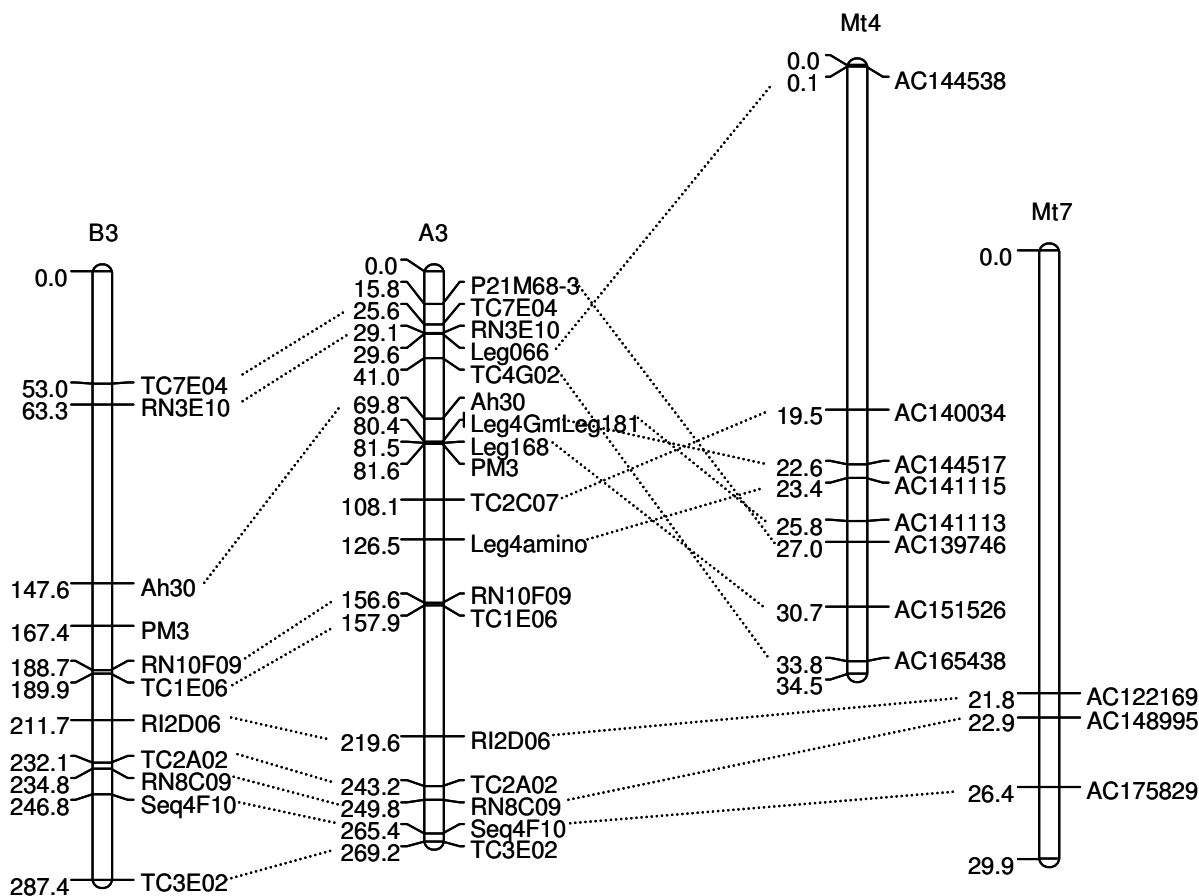 B3
0.0
53.0 TC7E04
63.3 RN3E10
147.6 Ah30
167.4 PM3
188.7 RN10F09
189.9 TC1E06
211.7 RI2D06
232.1 TC2A02
234.8 RN8C09
246.8 Seq4F10
287.4 TC3E02
A3
0.0
15.8 P21M68-3
25.6 TC7E04
29.1 RN3E10
29.6 Leg066
41.0 TC4G02
69.8 Ah30
80.4 Leg4GmLeg181
81.5 Leg168
81.6 PM3
108.1 TC2C07
126.5 Leg4amino
156.6 RN10F09
157.9 TC1E06
219.6 RI2D06
243.2 TC2A02
249.8 RN8C09
265.4 Seq4F10
269.2 TC3E02
Mt4
0.0
0.1 AC144538
19.5 AC140034
22.6 AC144517
23.4 AC141115
25.8 AC141113
27.0 AC139746
30.7 AC151526
33.8 AC165438
34.5
Mt7
0.0
21.8 AC122169
22.9 AC148995
26.4 AC175829
29.9